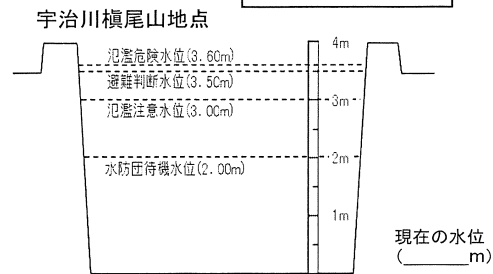 宇治川槇尾山地点
4m
氾濫危険水位(3.60m)
避難判断水位(3.50m)
3m
氾濫注意水位(3.00m)
2m
水防団待機水位(2.00m)
1m
現在の水位
(______m)